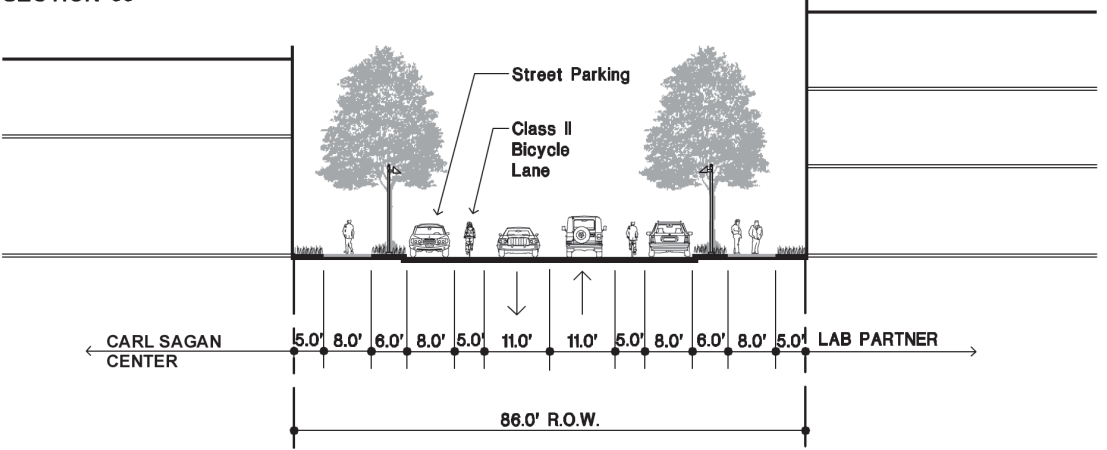 Street Parking
Class II
Bicycle
Lane
CARL SAGAN
CENTER
5.0' 8.0' 6.0' 8.0' 5.0' 11.0' 11.0' 5.0' 8.0' 6.0' 8.0' 5.0'
LAB PARTNER
86.0' R.O.W.